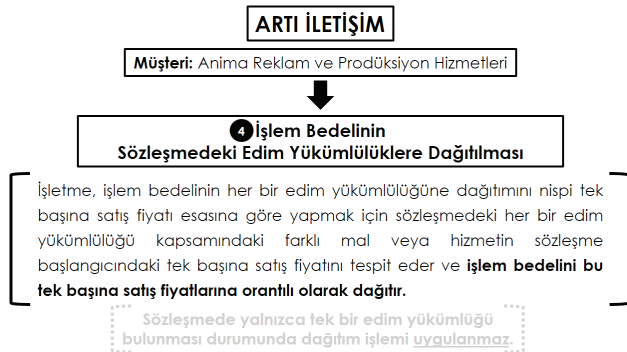 ARTI İLETİŞİM
Müşteri: Anima Reklam ve Prodüksiyon Hizmetleri
4 İşlem Bedelinin
Sözleşmedeki Edim Yükümlülüklere Dağıtılması
İşletme, işlem bedelinin her bir edim yükümlülüğüne dağıtımını nispi tek
başına satış fiyatı esasına göre yapmak için sözleşmedeki her bir edim
yükümlülüğü kapsamındaki farklı mal veya hizmetin sözleşme
başlangıcındaki tek başına satış fiyatını tespit eder ve işlem bedelini bu
tek başına satış fiyatlarına orantılı olarak dağıtır.
Sözleşmede yalnızca tek bir edim yükümlüğü
bulunması durumunda dağıtım işlemi uygulanmaz.